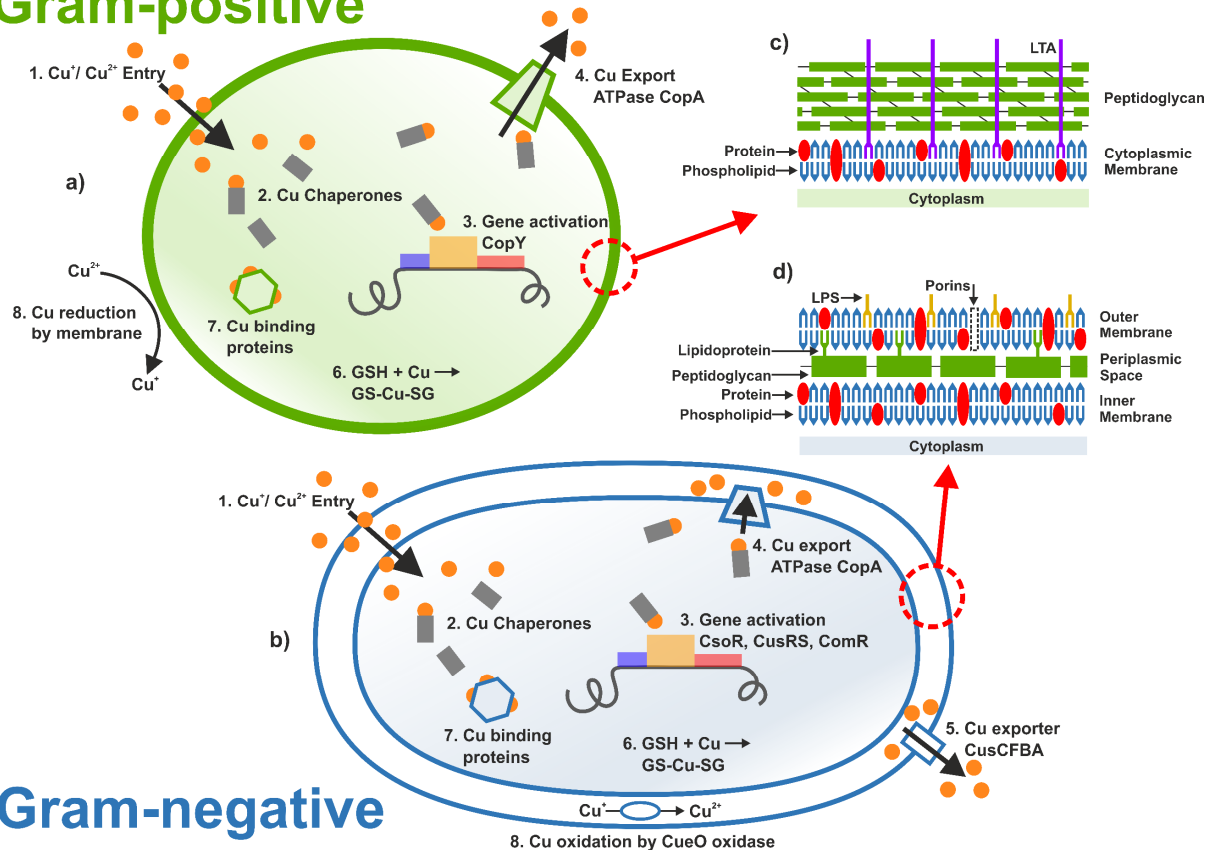 Gram-positive
1. Cu⁺/ Cu²⁺ Entry
4. Cu Export
ATPase CopA
a)
2. Cu Chaperones
3. Gene activation
CopY
Cu²⁺
8. Cu reduction
by membrane
Cu⁺
7. Cu binding
proteins
6. GSH + Cu →
GS-Cu-SG
c)
LTA
Peptidoglycan
Protein
Phospholipid
Cytoplasmic
Membrane
Cytoplasm
d)
LPS
Porins
Outer
Membrane
Lipidoprotein
Peptidoglycan
Periplasmic
Space
Protein
Phospholipid
Inner
Membrane
Cytoplasm
1. Cu⁺/ Cu²⁺ Entry
4. Cu export
ATPase CopA
b)
2. Cu Chaperones
3. Gene activation
CsoR, CusRS, ComR
7. Cu binding
proteins
6. GSH + Cu →
GS-Cu-SG
5. Cu exporter
CusCFBA
Cu⁺ → Cu²⁺
8. Cu oxidation by CueO oxidase
Gram-negative